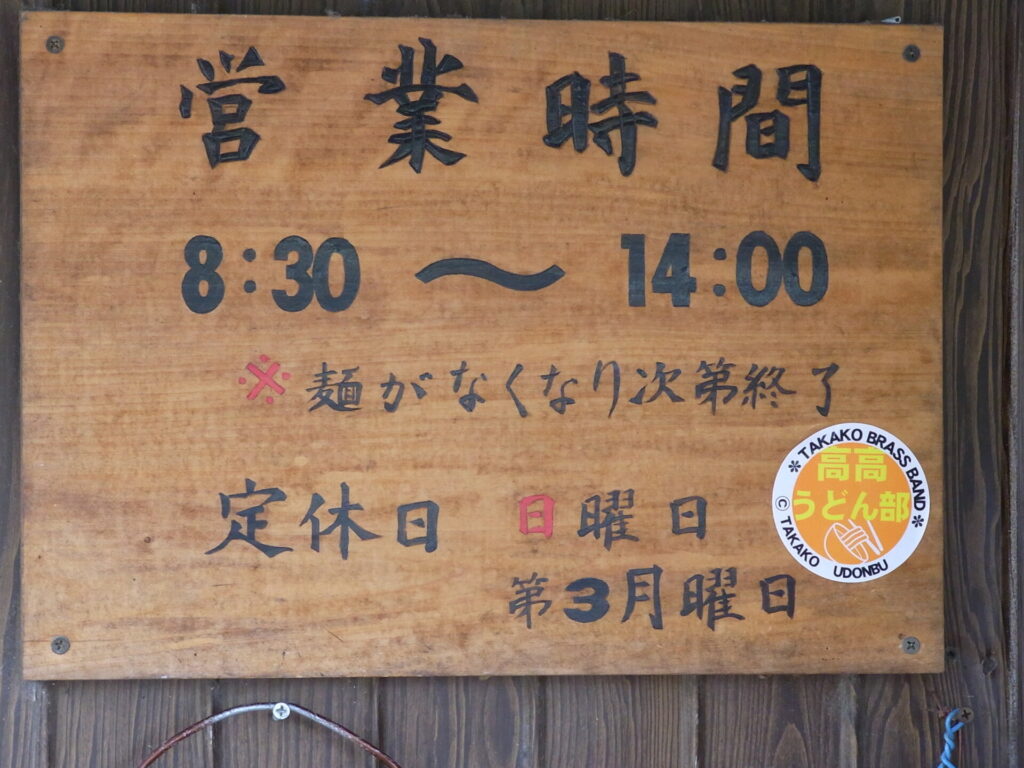 営業時間
8:30〜14:00
※麺がなくなり次第終了
定休日 日曜日
第3月曜日
* TAKAKO BRASS BAND *
高高
うどん部
© TAKAKO UDONBU